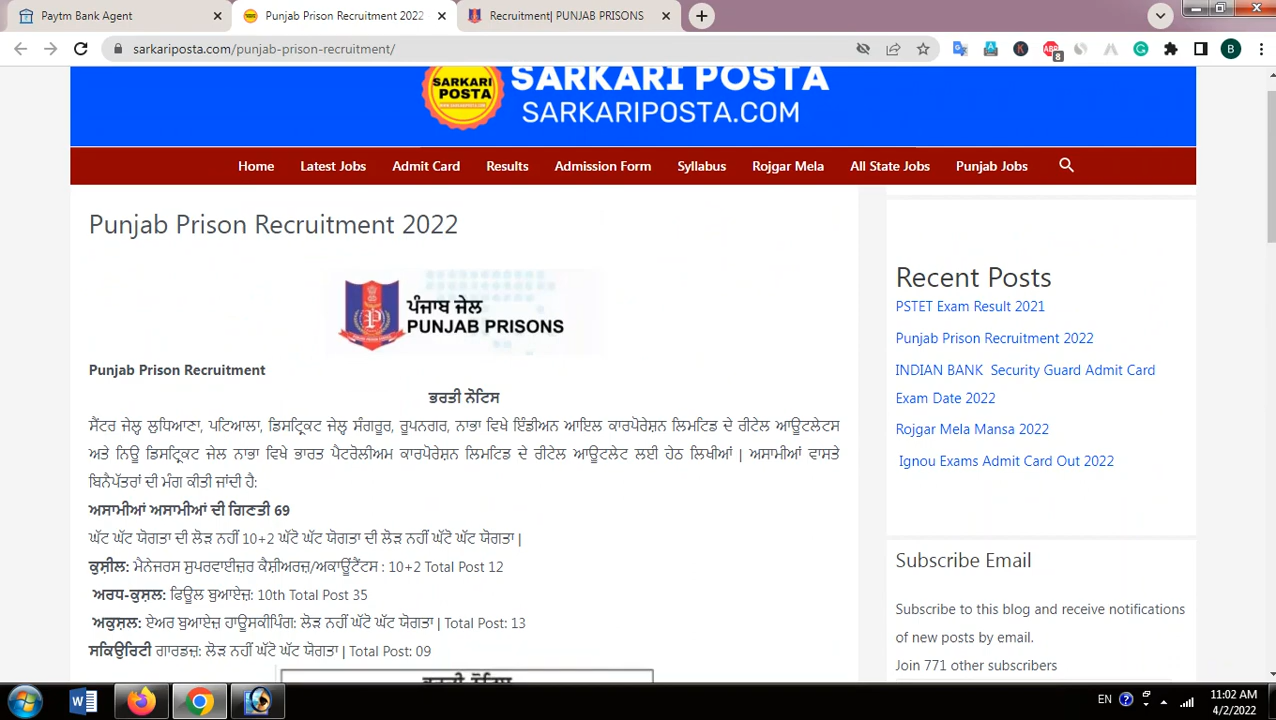 Paytm Bank Agent
Punjab Prison Recruitment 2022
Recruitment| PUNJAB PRISONS
sarkariposta.com/punjab-prison-recruitment/
8
B
SARKARI POSTA
SARKARI POSTA
SARKARIPOSTA.COM
Home Latest Jobs Admit Card Results Admission Form Syllabus Rojgar Mela All State Jobs Punjab Jobs
Punjab Prison Recruitment 2022
ਪੰਜਾਬ ਜੇਲ
PUNJAB PRISONS
Punjab Prison Recruitment
ਭਰਤੀ ਨੋਟਿਸ
ਸੈਂਟਰ ਜੇਲ੍ਹ ਲੁਧਿਆਣਾ, ਪਟਿਆਲਾ, ਡਿਸਟ੍ਰਿਕਟ ਜੇਲ੍ਹ ਸੰਗਰੂਰ, ਰੂਪਨਗਰ, ਨਾਭਾ ਵਿਖੇ ਇੰਡੀਅਨ ਆਇਲ ਕਾਰਪੋਰੇਸ਼ਨ ਲਿਮਟਿਡ ਦੇ ਰੀਟੇਲ ਆਊਟਲੇਟਸ
ਅਤੇ ਨਿਊ ਡਿਸਟ੍ਰਿਕਟ ਜੇਲ ਨਾਭਾ ਵਿਖੇ ਭਾਰਤ ਪੈਟਰੋਲੀਅਮ ਕਾਰਪੋਰੇਸ਼ਨ ਲਿਮਟਿਡ ਦੇ ਰੀਟੇਲ ਆਊਟਲੇਟ ਲਈ ਹੇਠ ਲਿਖੀਆਂ | ਅਸਾਮੀਆਂ ਵਾਸਤੇ
ਬਿਨੈਪੱਤਰਾਂ ਦੀ ਮੰਗ ਕੀਤੀ ਜਾਂਦੀ ਹੈ:
ਅਸਾਮੀਆਂ ਅਸਾਮੀਆਂ ਦੀ ਗਿਣਤੀ 69
ਘੱਟ ਘੱਟ ਯੋਗਤਾ ਦੀ ਲੋੜ ਨਹੀਂ 10+2 ਘੱਟੋ ਘੱਟ ਯੋਗਤਾ ਦੀ ਲੋੜ ਨਹੀਂ ਘੱਟੋ ਘੱਟ ਯੋਗਤਾ |
ਕੁਸ਼ੀਲ: ਮੈਨੇਜਰਸ ਸੁਪਰਵਾਈਜ਼ਰ ਕੈਸ਼ੀਅਰਜ਼/ਅਕਾਊਂਟੈਂਟਸ : 10+2 Total Post 12
ਅਰਧ-ਕੁਸ਼ਲ: ਫਿਊਲ ਬੁਆਏਜ਼: 10th Total Post 35
ਅਕੁਸ਼ਲ: ਏਅਰ ਬੁਆਏਜ਼ ਹਾਊਸਕੀਪਿੰਗ: ਲੋੜ ਨਹੀਂ ਘੱਟੋ ਘੱਟ ਯੋਗਤਾ | Total Post: 13
ਸਕਿਉਰਿਟੀ ਗਾਰਡਜ਼: ਲੋੜ ਨਹੀਂ ਘੱਟੋ ਘੱਟ ਯੋਗਤਾ | Total Post: 09
Recent Posts
PSTET Exam Result 2021
Punjab Prison Recruitment 2022
INDIAN BANK Security Guard Admit Card
Exam Date 2022
Rojgar Mela Mansa 2022
Ignou Exams Admit Card Out 2022
Subscribe Email
Subscribe to this blog and receive notifications
of new posts by email.
Join 771 other subscribers
EN
11:02 AM
4/2/2022